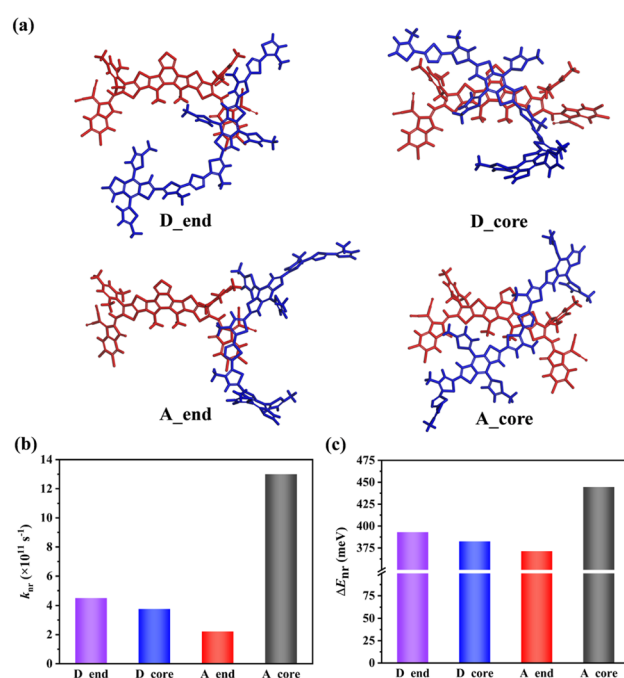 (a)
D_end
D_core
A_end
A_core
(b)
(c)
14
12
10
8
6
4
2
0
k_nr (×10^11 s^-1)
D_end
D_core
A_end
A_core
475
450
425
400
375
75
50
25
0
ΔE_nr (meV)
D_end
D_core
A_end
A_core